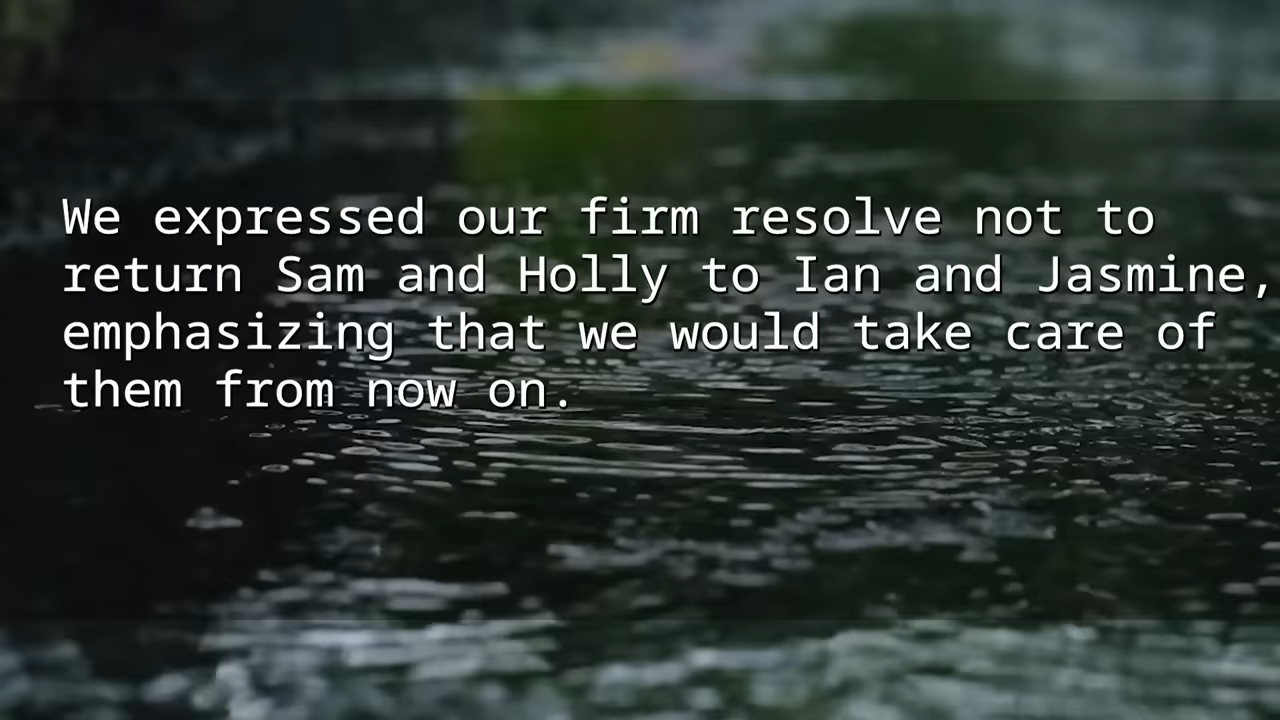 We expressed our firm resolve not to
return Sam and Holly to Ian and Jasmine,
emphasizing that we would take care of
them from now on.